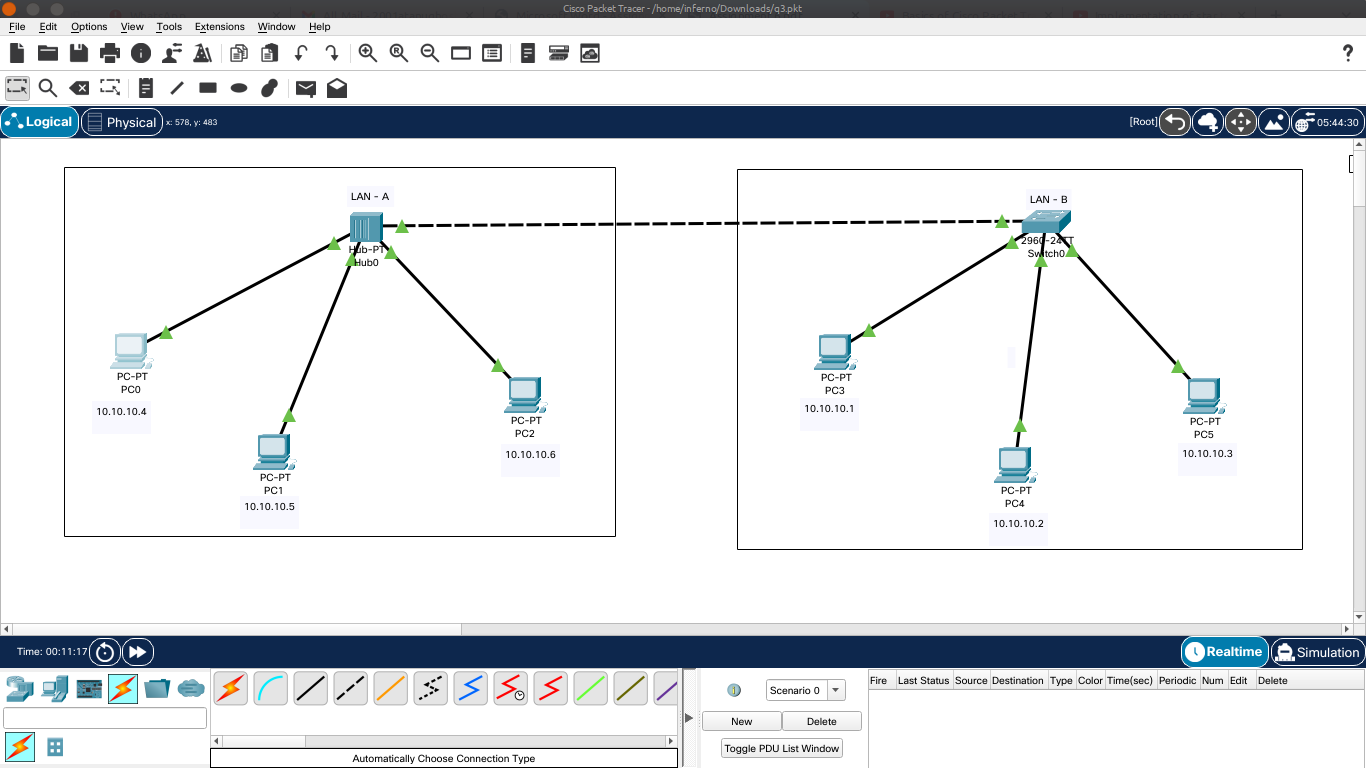 Cisco Packet Tracer - /home/inferno/Downloads/q3.pkt
File Edit Options View Tools Extensions Window Help
?
Logical Physical x: 578, y: 483 [Root] 05:44:30
LAN - A
Hub-PT
Hub0
PC-PT
PC0
10.10.10.4
PC-PT
PC1
10.10.10.5
PC-PT
PC2
10.10.10.6
LAN - B
2960-24TT
Switch0
PC-PT
PC3
10.10.10.1
PC-PT
PC4
10.10.10.2
PC-PT
PC5
10.10.10.3
Time: 00:11:17 Realtime Simulation
Scenario 0
New Delete
Toggle PDU List Window
Fire Last Status Source Destination Type Color Time(sec) Periodic Num Edit Delete
Automatically Choose Connection Type